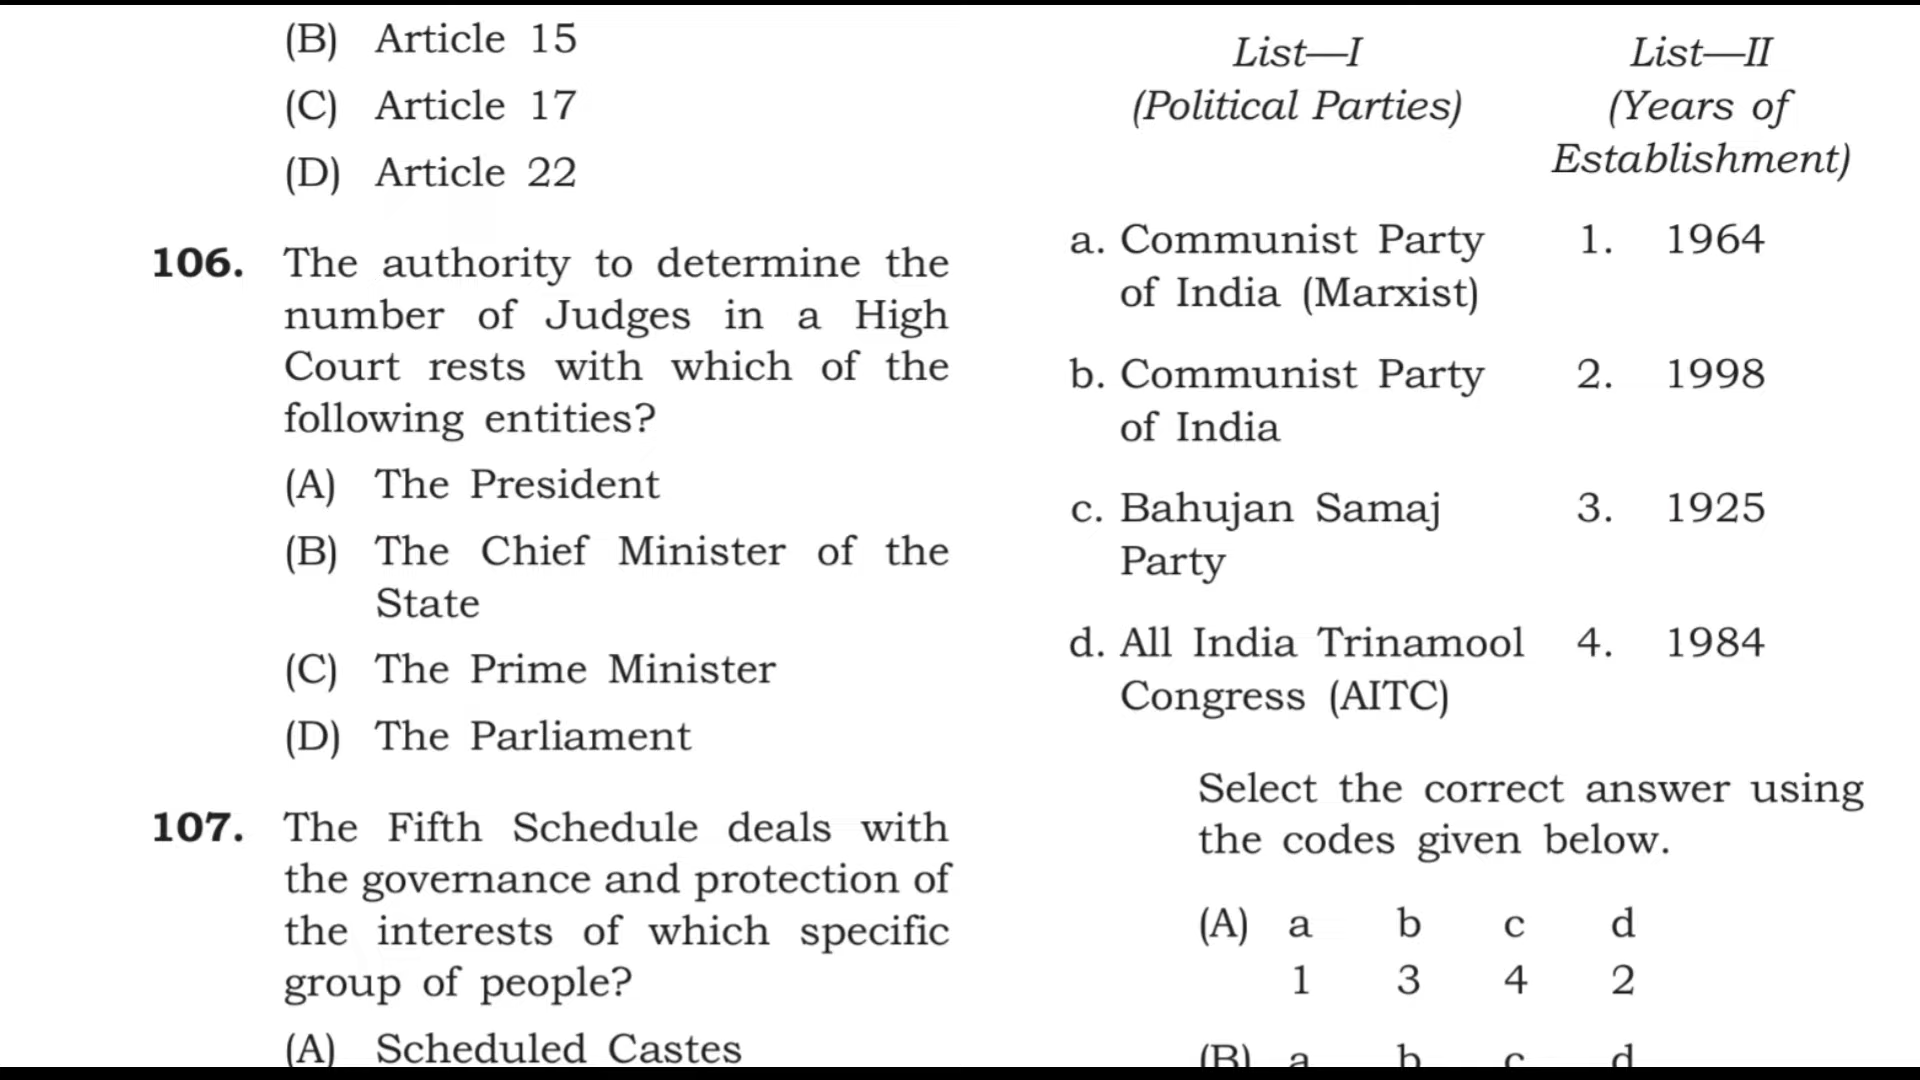 (B) Article 15
(C) Article 17
(D) Article 22
106. The authority to determine the
number of Judges in a High
Court rests with which of the
following entities?
(A) The President
(B) The Chief Minister of the
State
(C) The Prime Minister
(D) The Parliament
107. The Fifth Schedule deals with
the governance and protection of
the interests of which specific
group of people?
(A) Scheduled Castes
List—I List—II
(Political Parties) (Years of
Establishment)
a. Communist Party 1. 1964
of India (Marxist)
b. Communist Party 2. 1998
of India
c. Bahujan Samaj 3. 1925
Party
d. All India Trinamool 4. 1984
Congress (AITC)
Select the correct answer using
the codes given below.
(A) a b c d
1 3 4 2
(B) a b c d